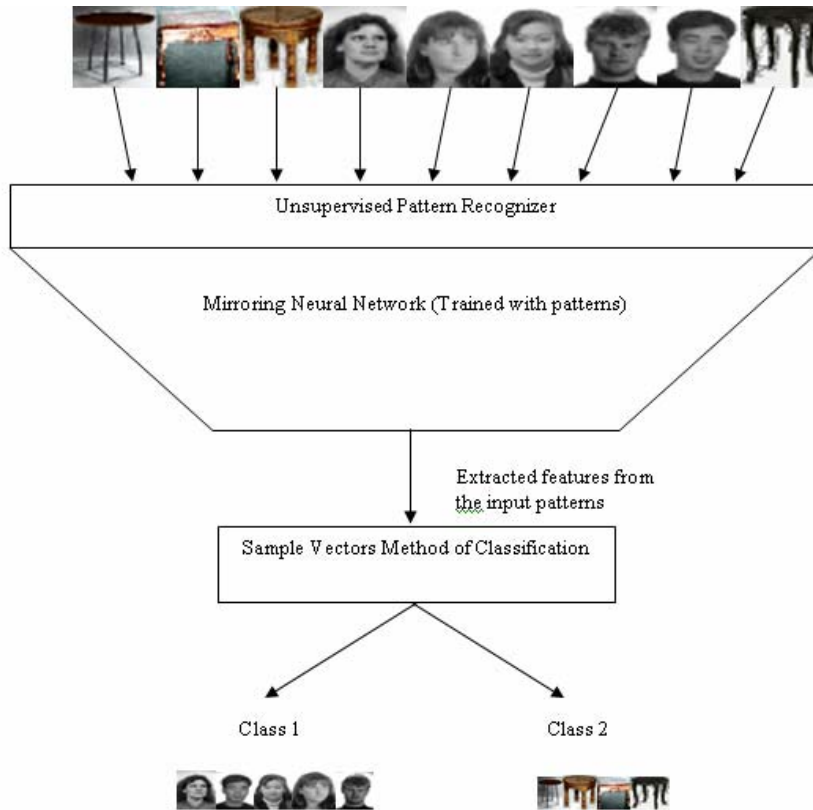 Unsupervised Pattern Recognizer
Mirroring Neural Network (Trained with patterns)
Extracted features from
the input patterns
Sample Vectors Method of Classification
Class 1
Class 2